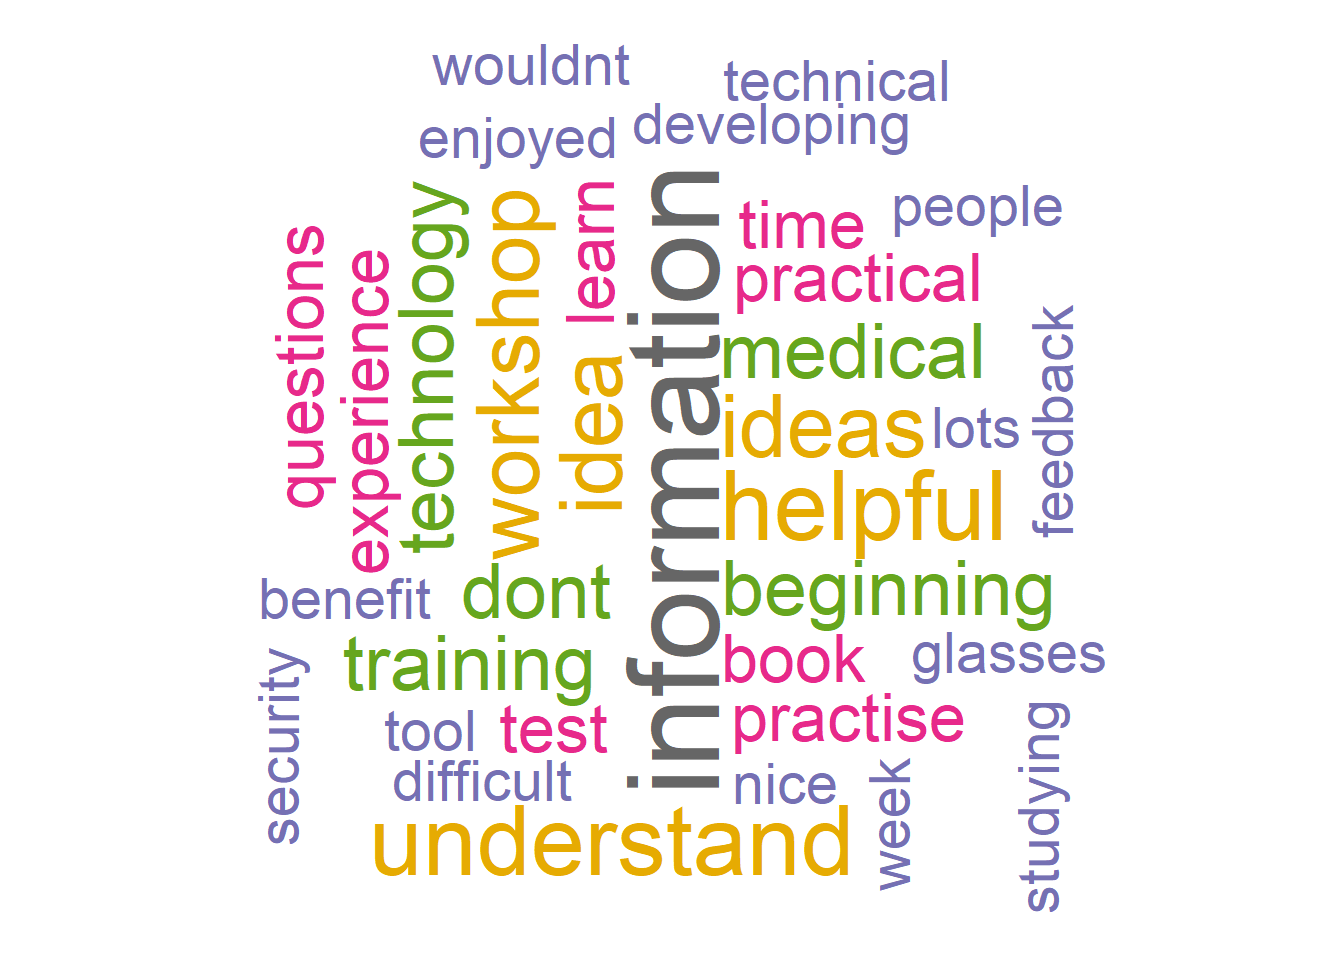 wouldnt
technical
developing
enjoyed
people
time
learn
information
workshop
technology
questions
experience
practical
medical
idea
ideas
lots
feedback
helpful
beginning
dont
benefit
training
book
glasses
security
tool
test
practise
difficult
nice
week
studying
understand